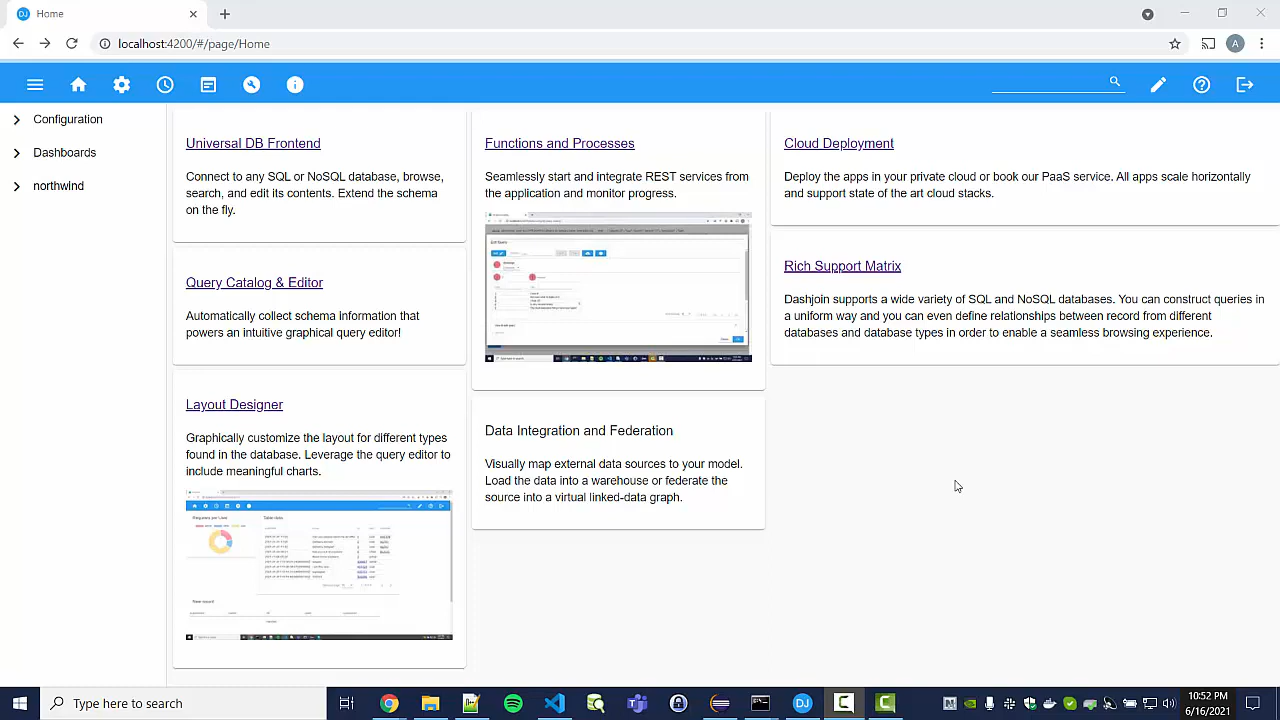 DJ Home
localhost:4200/#/page/Home
A
Configuration
Dashboards
northwind
Universal DB Frontend
Connect to any SQL or NoSQL database, browse,
search, and edit its contents. Extend the schema
on the fly.
Query Catalog & Editor
Automatically collect schema information that
powers an intuitive graphical query editor!
Layout Designer
Graphically customize the layout for different types
found in the database. Leverage the query editor to
include meaningful charts.
Functions and Processes
Seamlessly start and integrate REST services from
the application and monitor progress.
Data Integration and Federation
Visually map external data sources to your model.
Load the data into a warehouse or federate the
source into a visual linked-data graph.
Cloud Deployment
Deploy the apps in your private cloud or book our PaaS service. All apps scale horizontally
and support state of the art cloud stacks.
Rich Support Matrix
The solution supports a wide variety of SQL and NoSQL databases. You can construct queries in
a uniform way and you can even define relationships between objects from different
databases and database types in order to enable a seamless browsing experience.
Type here to search
DJ
10:52 PM
6/16/2021